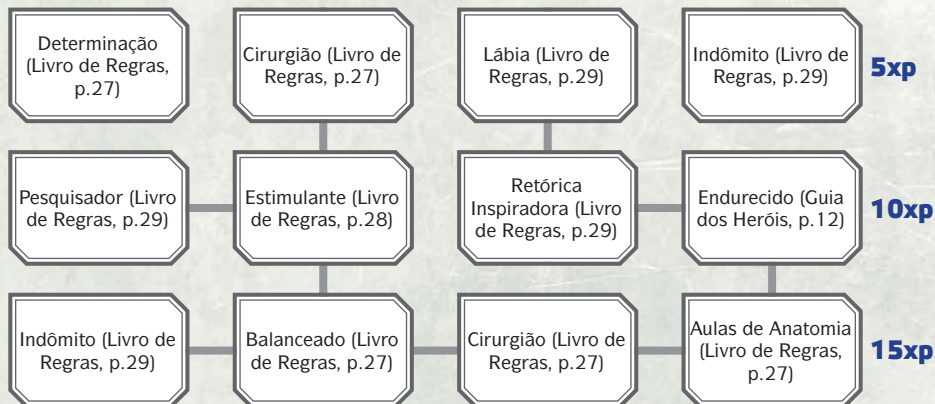 Determinação
(Livro de Regras,
p.27)
Cirurgião (Livro de
Regras, p.27)
Lábia (Livro de
Regras, p.29)
Indômito (Livro de
Regras, p.29)
5xp
Pesquisador (Livro
de Regras, p.29)
Estimulante (Livro
de Regras, p.28)
Retórica
Inspiradora (Livro
de Regras, p.29)
Endurecido (Guia
dos Heróis, p.12)
10xp
Indômito (Livro de
Regras, p.29)
Balanceado (Livro
de Regras, p.27)
Cirurgião (Livro de
Regras, p.27)
Aulas de Anatomia
(Livro de Regras,
p.27)
15xp